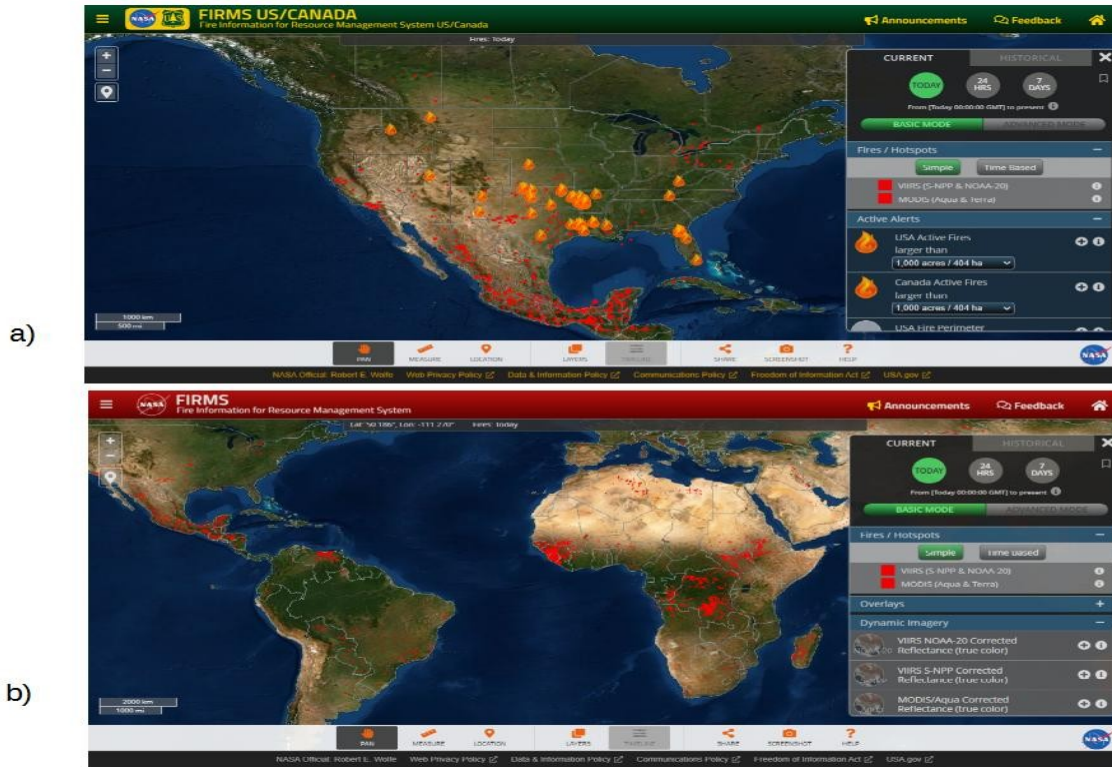 a)
NASA
FIRMS US/CANADA
Fire Information for Resource Management System US/Canada
Announcements
Feedback
Fires: Today
+
−
CURRENT
HISTORICAL
TODAY
24 HRS
7 DAYS
From [Today 00:00:00 GMT] to present
BASIC MODE
ADVANCED MODE
Fires / Hotspots
Simple
Time Based
VIIRS (S-NPP & NOAA-20)
MODIS (Aqua & Terra)
Active Alerts
USA Active Fires
larger than
1,000 acres / 404 ha
Canada Active Fires
larger than
1,000 acres / 404 ha
USA Fire Perimeter
1000 km
500 mi
PAN
MEASURE
LOCATION
LAYERS
TIMELINE
SHARE
SCREENSHOT
HELP
NASA
NASA Official: Robert E. Wolfe
Web Privacy Policy
Data & Information Policy
Communications Policy
Freedom of Information Act
USA.gov
b)
NASA
FIRMS
Fire Information for Resource Management System
Announcements
Feedback
Lat: 50.186°, Lon: -111.270°
Fires: Today
+
−
CURRENT
HISTORICAL
TODAY
24 HRS
7 DAYS
From [Today 00:00:00 GMT] to present
BASIC MODE
ADVANCED MODE
Fires / Hotspots
Simple
Time Based
VIIRS (S-NPP & NOAA 20)
MODIS (Aqua & Terra)
Overlays
Dynamic Imagery
VIIRS NOAA-20 Corrected
Reflectance (true color)
VIIRS S-NPP Corrected
Reflectance (true color)
MODIS/Aqua Corrected
Reflectance (true color)
2000 km
1000 mi
PAN
MEASURE
LOCATION
LAYERS
TIMELINE
SHARE
SCREENSHOT
HELP
NASA
NASA Official: Robert E. Wolfe
Web Privacy Policy
Data & Information Policy
Communications Policy
Freedom of Information Act
USA.gov